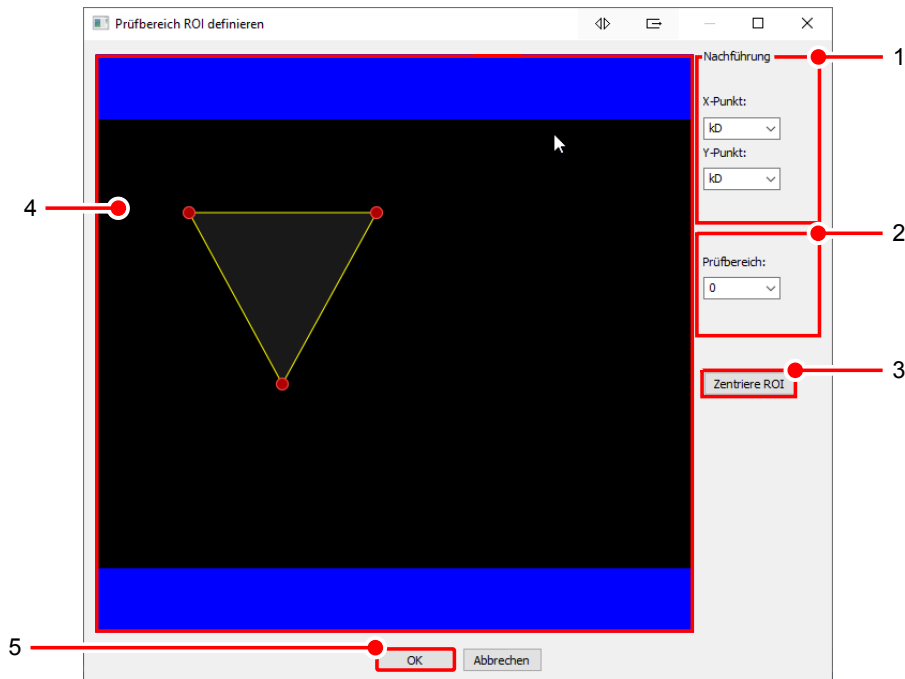 Prüfbereich ROI definieren
Nachführung
1
X-Punkt:
kD
Y-Punkt:
kD
4
2
Prüfbereich:
0
3
Zentriere ROI
5
OK
Abbrechen